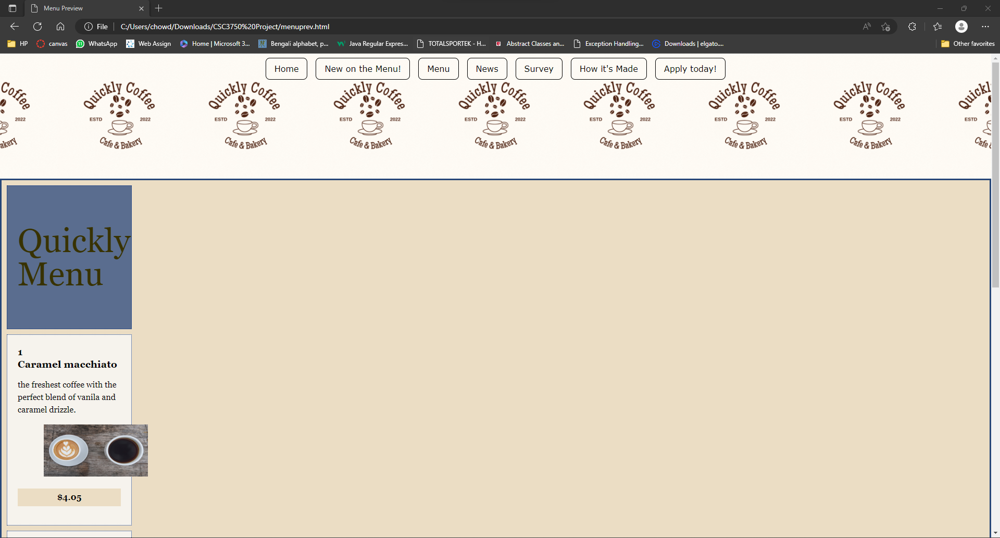 Menu Preview
File C:/Users/chowd/Downloads/CSC3750%20Project/menuprev.html
HP canvas WhatsApp Web Assign Home | Microsoft 3... Bengali alphabet, p... Java Regular Expres... TOTALSPORTEK - H... Abstract Classes an... Exception Handling... Downloads | elgato.... Other favorites
Home New on the Menu! Menu News Survey How it's Made Apply today!
Coffee Quickly Coffee Quickly Coffee Quickly Coffee Quickly Coffee Quickly Coffee Quickly Coffee Quickly Coffee Quickly
2022 ESTD 2022 ESTD 2022 ESTD 2022 ESTD 2022 ESTD 2022 ESTD 2022 ESTD 2022 ESTD
akery Cafe & Bakery Cafe & Bakery Cafe & Bakery Cafe & Bakery Cafe & Bakery Cafe & Bakery Cafe & Bakery Cafe
Quickly
Menu
1
Caramel macchiato
the freshest coffee with the
perfect blend of vanila and
caramel drizzle.
$4.05